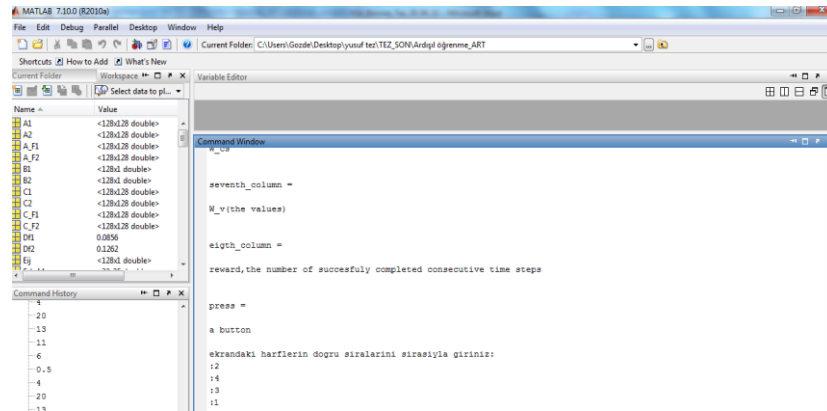 MATLAB 7.10.0 (R2010a)
File Edit Debug Parallel Desktop Window Help
Current Folder: C:\Users\Gozde\Desktop\yusuf tez\TEZ_SON\Ardışıl öğrenme_ART
Shortcuts How to Add What's New
Current Folder Workspace
Variable Editor
Select data to pl...
Name Value
A1 <128x128 double>
A2 <128x128 double>
A_F1 <128x128 double>
A_F2 <128x128 double>
B1 <128x1 double>
B2 <128x1 double>
C1 <128x128 double>
C2 <128x128 double>
C_F1 <128x128 double>
C_F2 <128x128 double>
Df1 0.0856
Df2 0.1262
Eij <128x1 double>
Command History
4
20
13
11
6
0.5
4
20
13
Command Window
W_cs
seventh_column =
W_v(the values)
eigth_column =
reward,the number of succesfuly completed consecutive time steps
press =
a button
ekrandaki harflerin dogru siralarini sirasiyla giriniz:
:2
:4
:3
:1